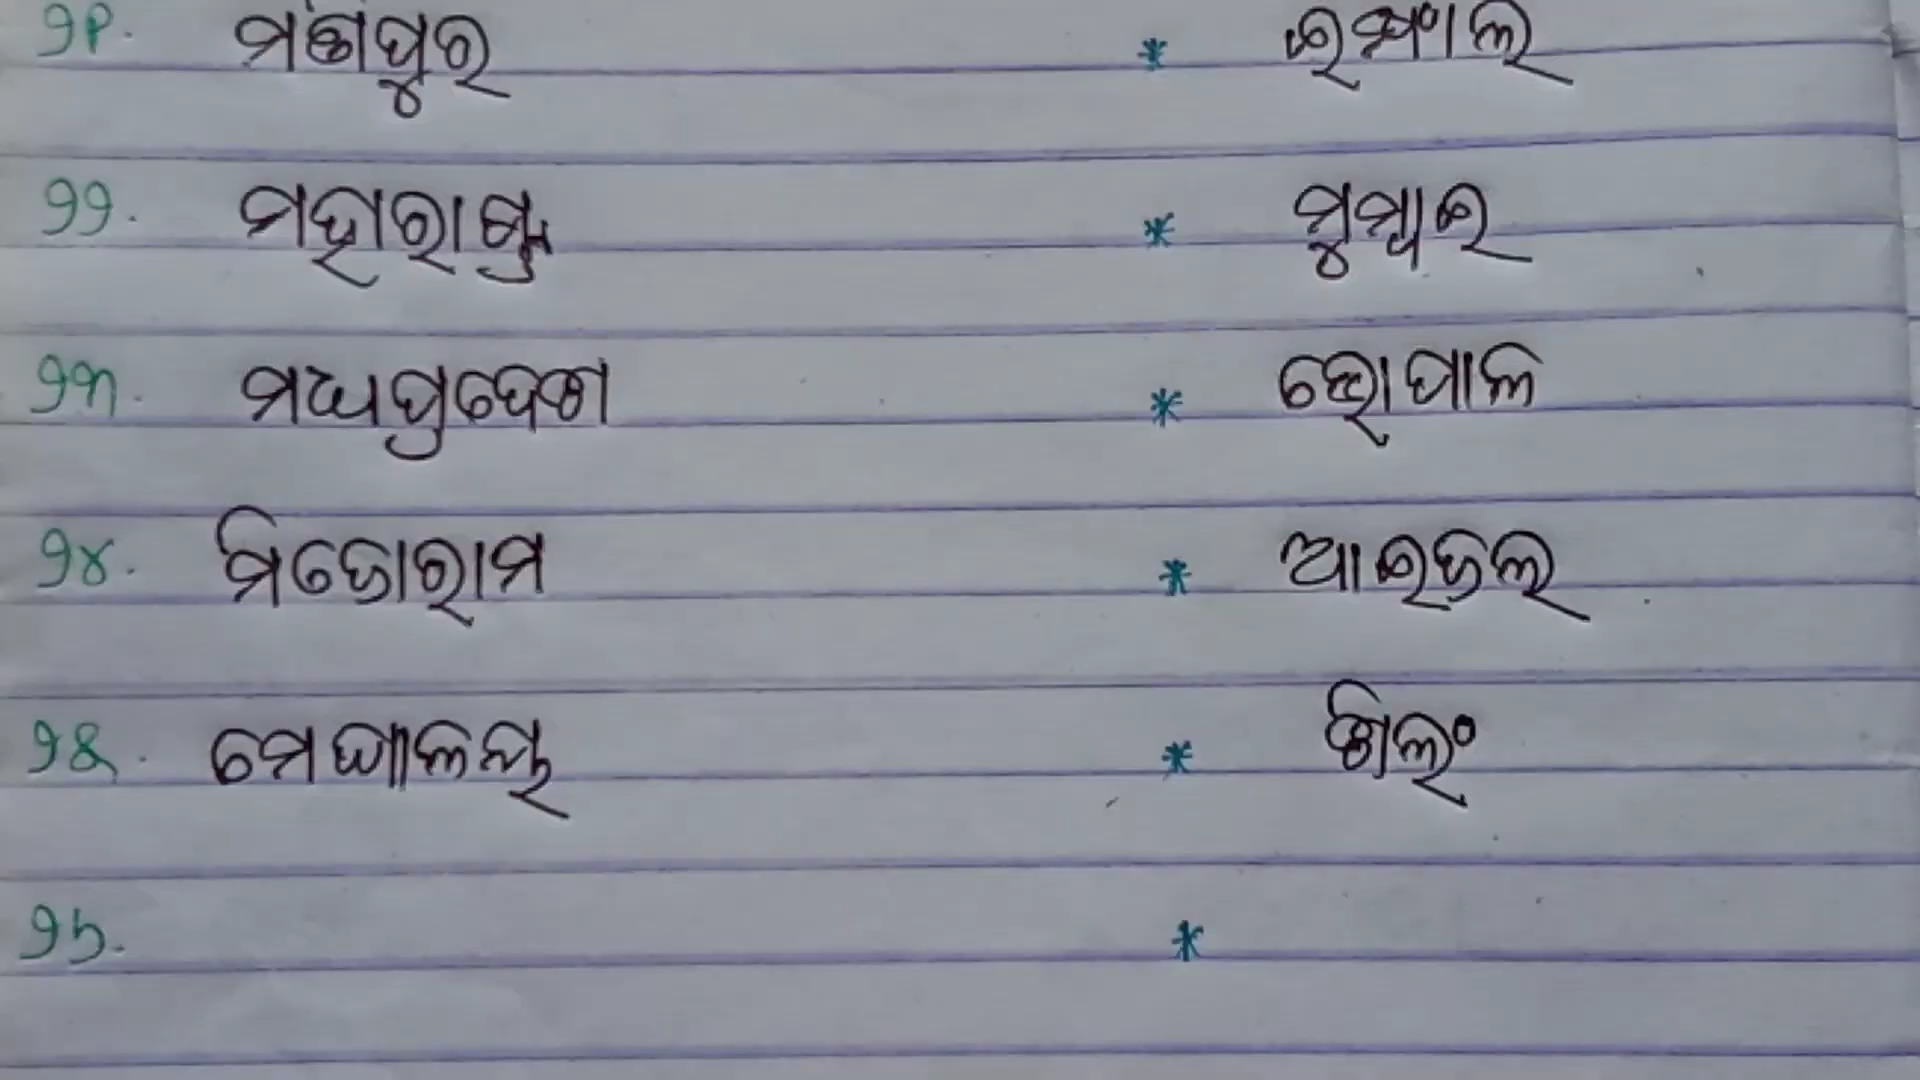 ୨୧. ମଣିପୁର * ଇମ୍ଫାଲ
୨୨. ମହାରାଷ୍ଟ୍ର * ମୁମ୍ବାଇ
୨୩. ମଧ୍ୟପ୍ରଦେଶ * ଭୋପାଳ
୨୪. ମିଜୋରାମ * ଆଇଜଲ
୨୫. ମେଘାଳୟ * ଶିଲଂ
୨୬. *